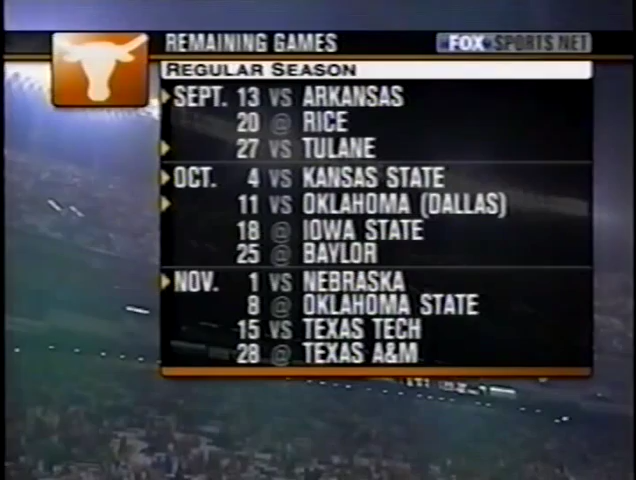 REMAINING GAMES
FOX SPORTS NET
REGULAR SEASON
SEPT. 13 VS ARKANSAS
20 @ RICE
27 VS TULANE
OCT. 4 VS KANSAS STATE
11 VS OKLAHOMA (DALLAS)
18 @ IOWA STATE
25 @ BAYLOR
NOV. 1 VS NEBRASKA
8 @ OKLAHOMA STATE
15 VS TEXAS TECH
28 @ TEXAS A&M